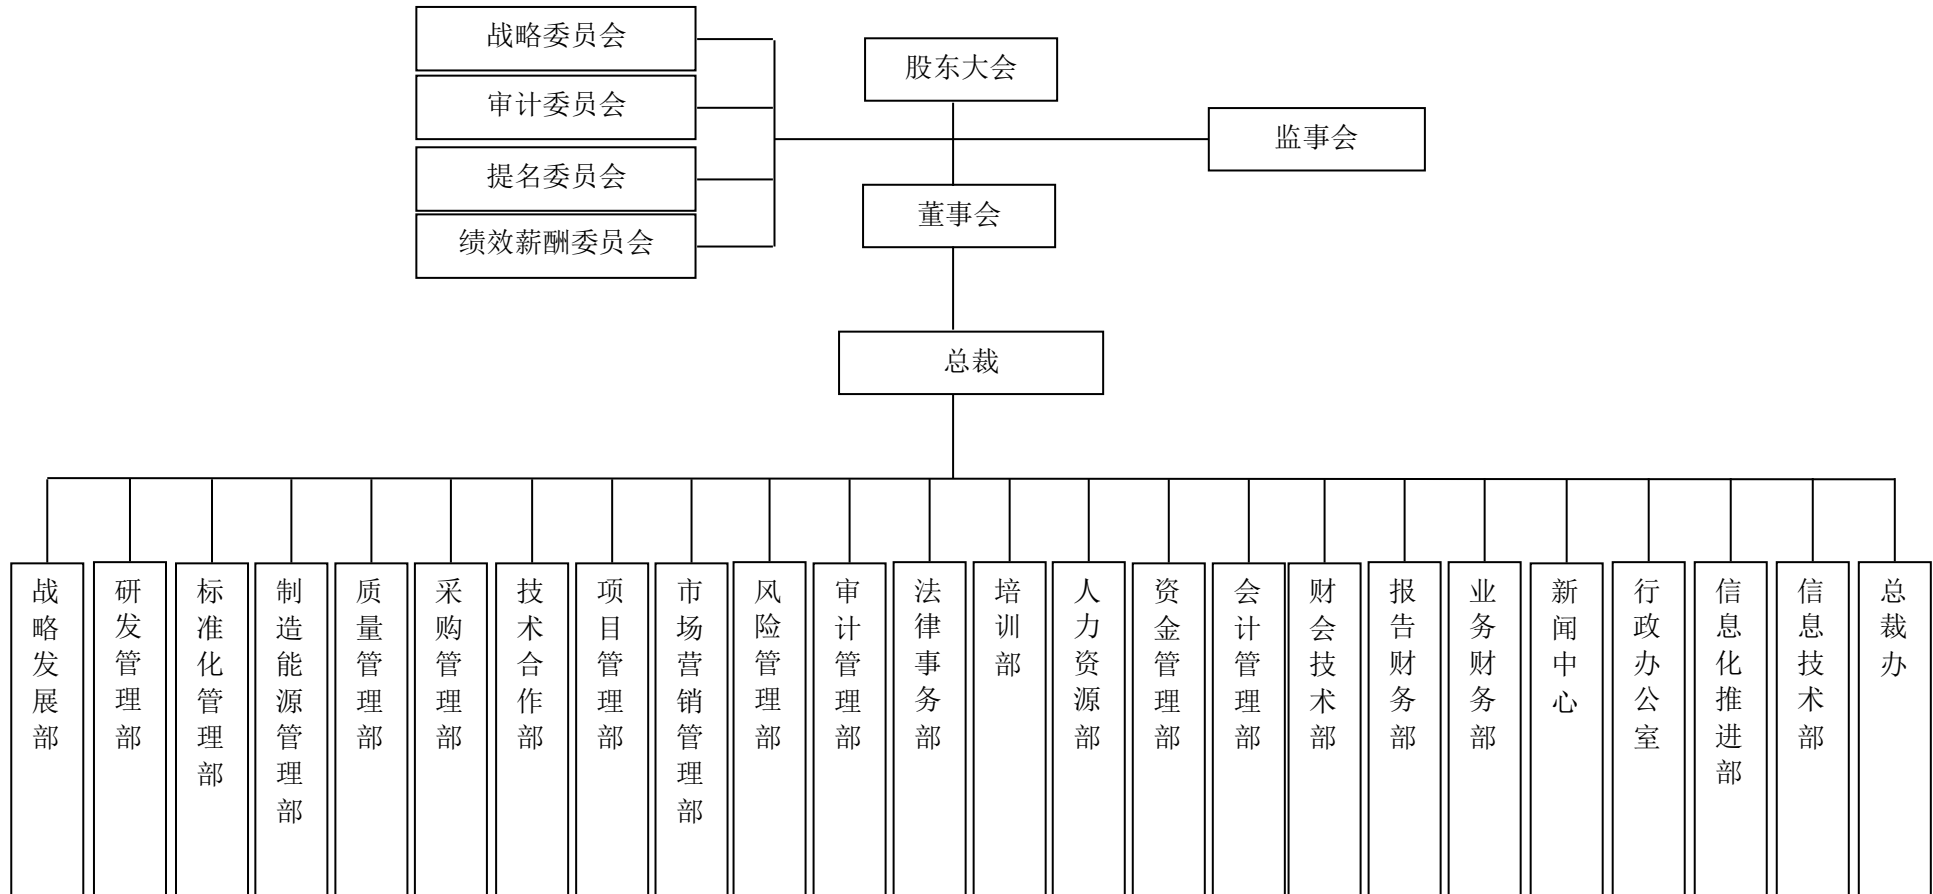 战略委员会
股东大会
审计委员会
监事会
提名委员会
董事会
绩效薪酬委员会
总裁
战略发展部
研发管理部
标准化管理部
制造能源管理部
质量管理部
采购管理部
技术合作部
项目管理部
市场营销管理部
风险管理部
审计管理部
法律事务部
培训部
人力资源部
资金管理部
会计管理部
财会技术部
报告财务部
业务财务部
新闻中心
行政办公室
信息化推进部
信息技术部
总裁办